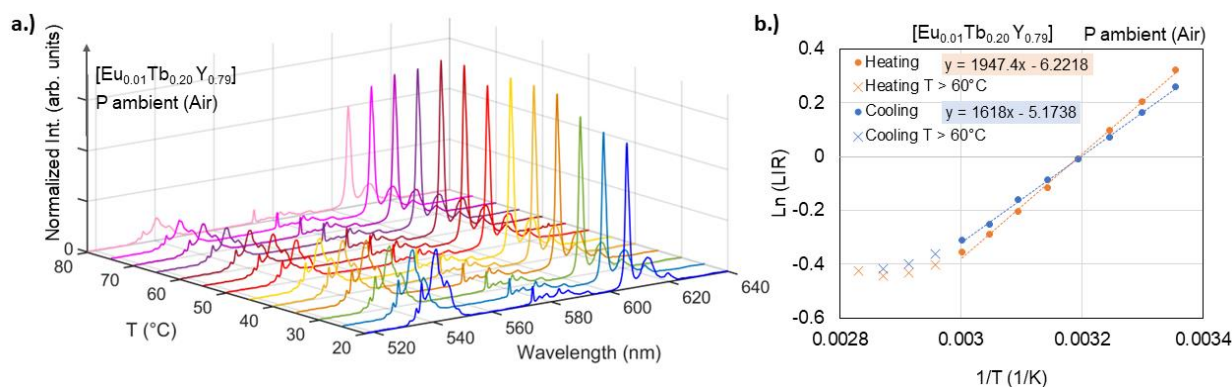 a.)
Normalized Int. (arb. units)
[Eu0.01Tb0.20 Y0.79]
P ambient (Air)
0
80
70
60
50
40
30
20
T (°C)
520
540
560
580
600
620
640
Wavelength (nm)
b.)
[Eu0.01Tb0.20Y0.79]
P ambient (Air)
Heating
y = 1947.4x - 6.2218
Heating T > 60°C
Cooling
y = 1618x - 5.1738
Cooling T > 60°C
Ln (LIR)
0.4
0.2
0
-0.2
-0.4
-0.6
0.0028
0.003
0.0032
0.0034
1/T (1/K)